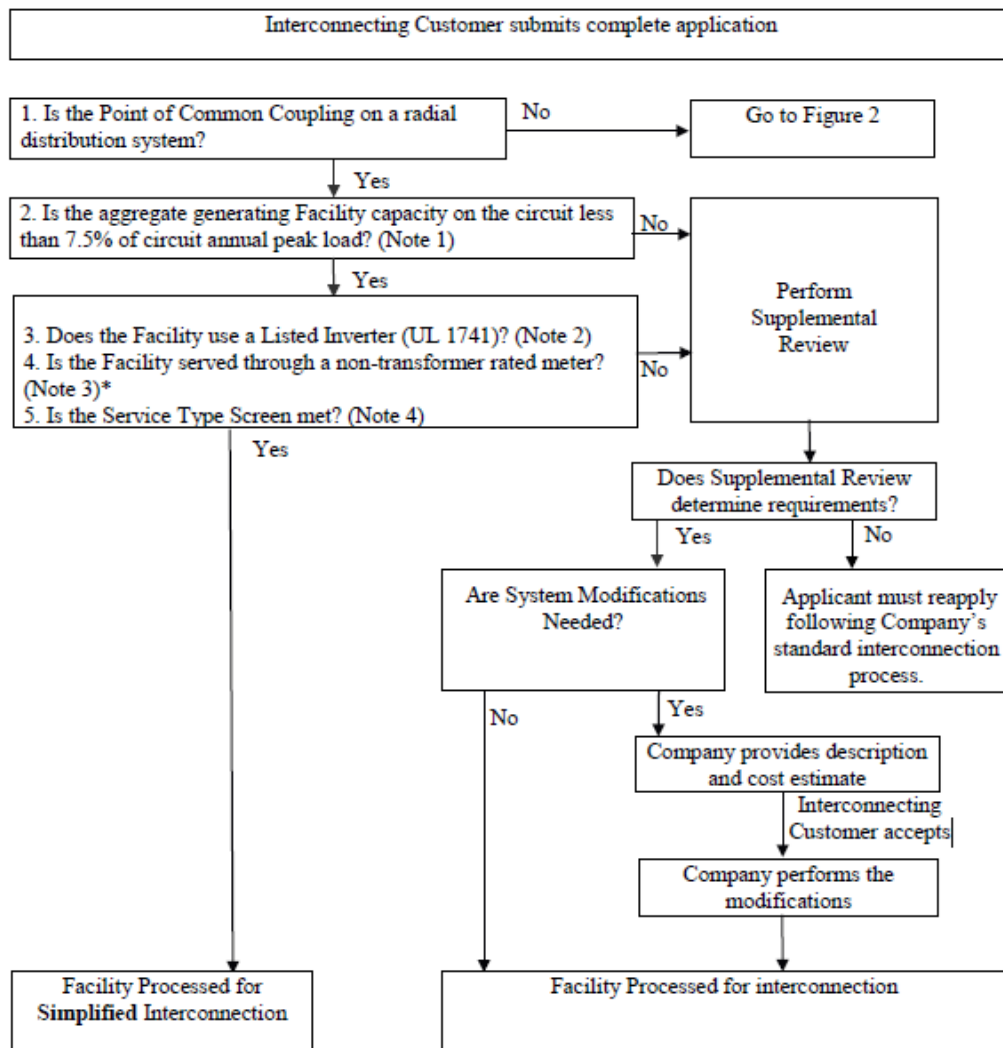 Interconnecting Customer submits complete application
1. Is the Point of Common Coupling on a radial
distribution system?
No
Go to Figure 2
Yes
2. Is the aggregate generating Facility capacity on the circuit less
than 7.5% of circuit annual peak load? (Note 1)
No
Yes
Perform
Supplemental
Review
3. Does the Facility use a Listed Inverter (UL 1741)? (Note 2)
4. Is the Facility served through a non-transformer rated meter?
(Note 3)*
5. Is the Service Type Screen met? (Note 4)
No
Yes
Does Supplemental Review
determine requirements?
Yes
No
Are System Modifications
Needed?
Applicant must reapply
following Company’s
standard interconnection
process.
No
Yes
Company provides description
and cost estimate
Interconnecting
Customer accepts
Company performs the
modifications
Facility Processed for
Simplified Interconnection
Facility Processed for interconnection